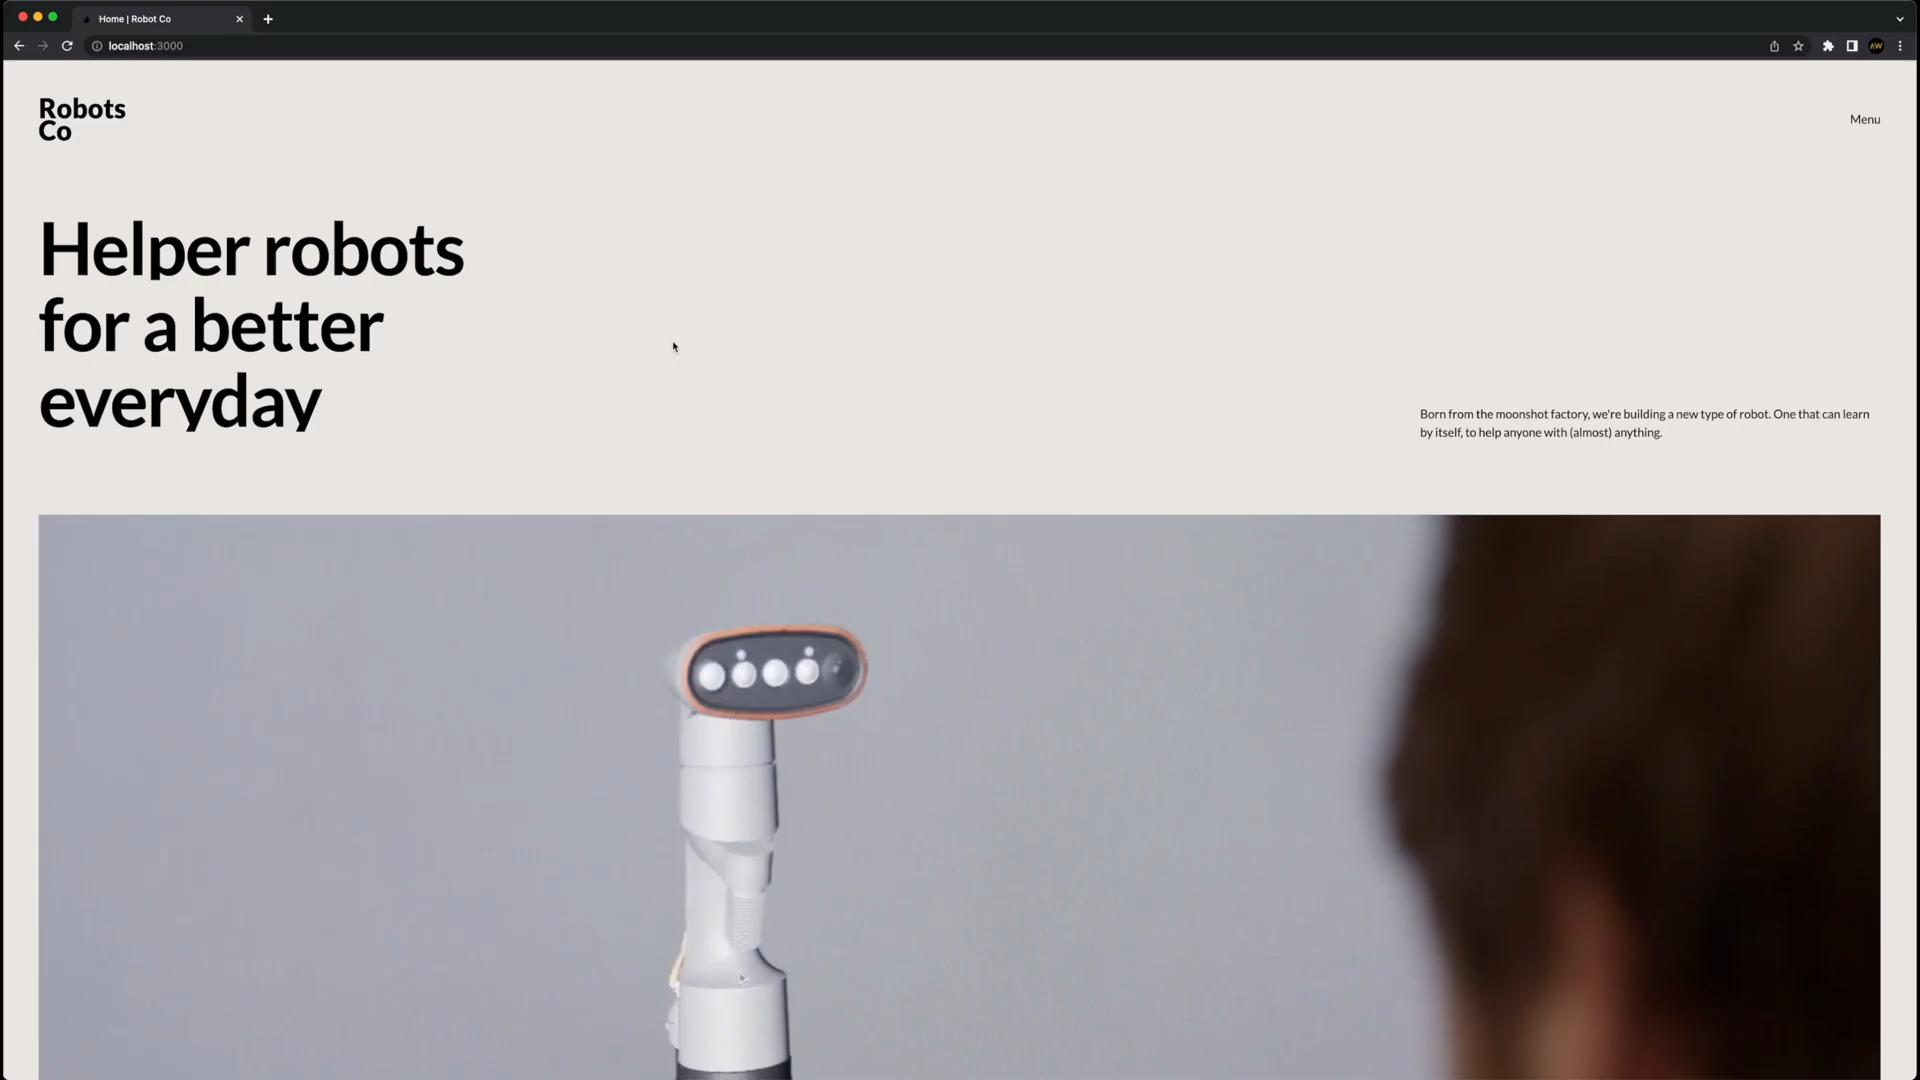 Home | Robot Co
localhost:3000
AW
Robots
Co
Menu
Helper robots
for a better
everyday
Born from the moonshot factory, we're building a new type of robot. One that can learn
by itself, to help anyone with (almost) anything.